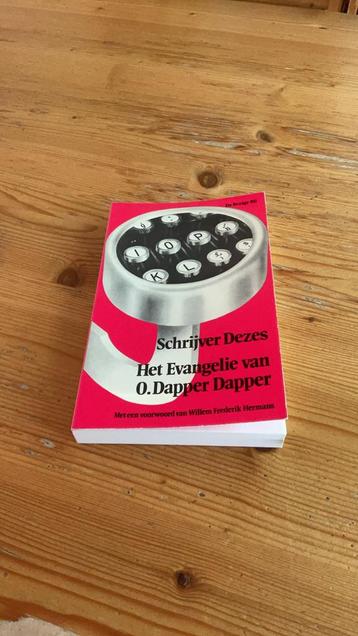 De Bezige Bij
I O P
K L
Schrijver Dezes
Het Evangelie van
O. Dapper Dapper
Met een voorwoord van Willem Frederik Hermans